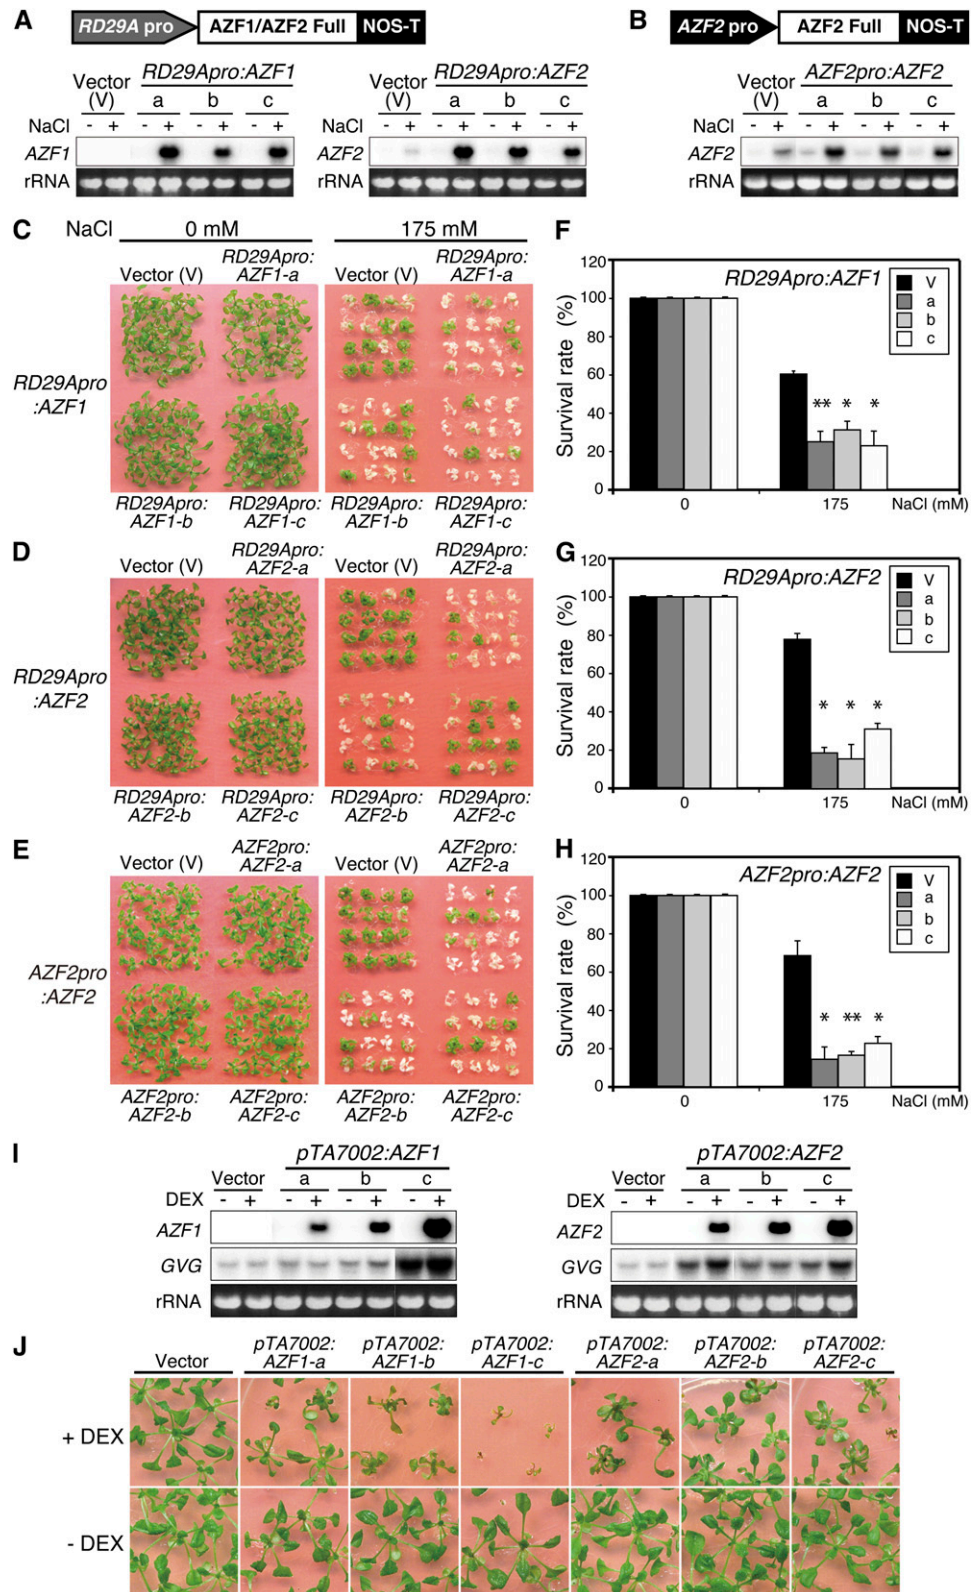 A
RD29A pro AZF1/AZF2 Full NOS-T
B
AZF2 pro AZF2 Full NOS-T
Vector (V) RD29Apro:AZF1
a b c
NaCl - + - + - + - +
AZF1
rRNA
Vector (V) RD29Apro:AZF2
a b c
NaCl - + - + - + - +
AZF2
rRNA
Vector (V) AZF2pro:AZF2
a b c
NaCl - + - + - + - +
AZF2
rRNA
C
NaCl 0 mM 175 mM
Vector (V) RD29Apro: AZF1-a Vector (V) RD29Apro: AZF1-a
RD29Apro :AZF1
RD29Apro: AZF1-b RD29Apro: AZF1-c RD29Apro: AZF1-b RD29Apro: AZF1-c
F
RD29Apro:AZF1
Survival rate (%)
120
100
80
60
40
20
0
V
a
b
c
** * *
0 175 NaCl (mM)
D
Vector (V) RD29Apro: AZF2-a Vector (V) RD29Apro: AZF2-a
RD29Apro :AZF2
RD29Apro: AZF2-b RD29Apro: AZF2-c RD29Apro: AZF2-b RD29Apro: AZF2-c
G
RD29Apro:AZF2
Survival rate (%)
120
100
80
60
40
20
0
V
a
b
c
* * *
0 175 NaCl (mM)
E
Vector (V) AZF2pro: AZF2-a Vector (V) AZF2pro: AZF2-a
AZF2pro :AZF2
AZF2pro: AZF2-b AZF2pro: AZF2-c AZF2pro: AZF2-b AZF2pro: AZF2-c
H
AZF2pro:AZF2
Survival rate (%)
120
100
80
60
40
20
0
V
a
b
c
* ** *
0 175 NaCl (mM)
I
pTA7002:AZF1
Vector a b c
DEX - + - + - + - +
AZF1
GVG
rRNA
pTA7002:AZF2
Vector a b c
DEX - + - + - + - +
AZF2
GVG
rRNA
J
Vector pTA7002: AZF1-a pTA7002: AZF1-b pTA7002: AZF1-c pTA7002: AZF2-a pTA7002: AZF2-b pTA7002: AZF2-c
+ DEX
- DEX